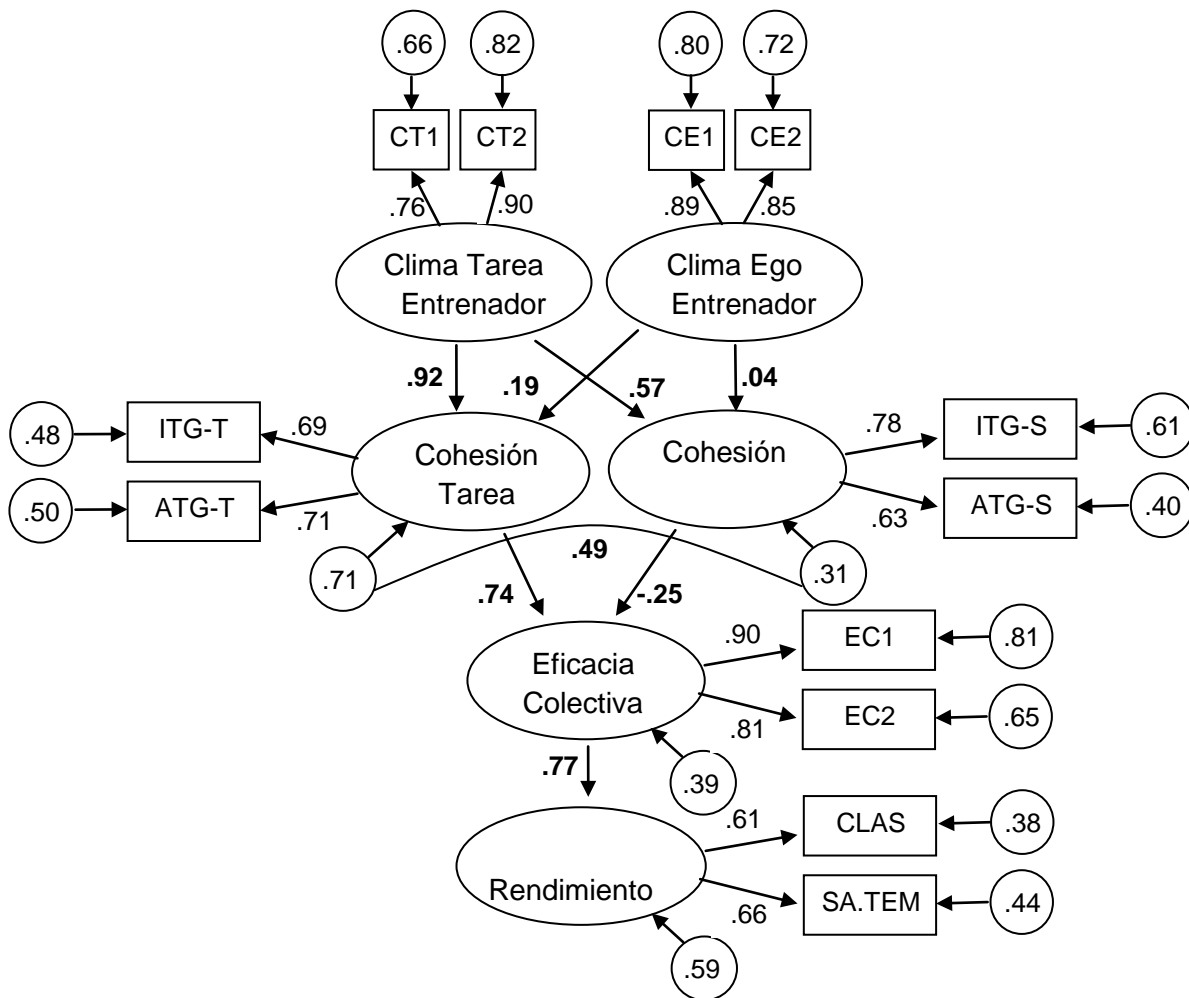 .66
.82
.80
.72
CT1
CT2
CE1
CE2
.76
.90
.89
.85
Clima Tarea
Entrenador
Clima Ego
Entrenador
.92
.19
.57
.04
.48
ITG-T
.69
Cohesión
Tarea
Cohesión
.78
ITG-S
.61
.50
ATG-T
.71
.63
ATG-S
.40
.71
.49
.31
.74
-.25
Eficacia
Colectiva
.90
EC1
.81
.81
EC2
.65
.77
.39
.61
CLAS
.38
Rendimiento
.66
SA.TEM
.44
.59